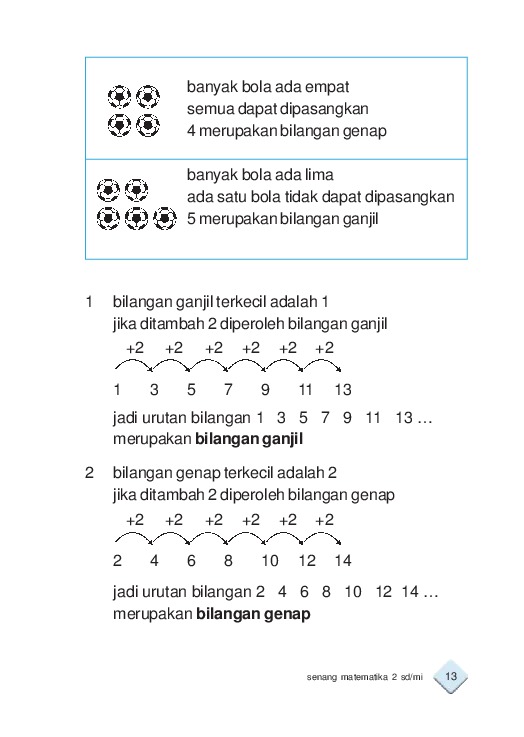 banyak bola ada empat
semua dapat dipasangkan
4 merupakan bilangan genap
banyak bola ada lima
ada satu bola tidak dapat dipasangkan
5 merupakan bilangan ganjil
1 bilangan ganjil terkecil adalah 1
jika ditambah 2 diperoleh bilangan ganjil
+2 +2 +2 +2 +2 +2
1 3 5 7 9 11 13
jadi urutan bilangan 1 3 5 7 9 11 13 …
merupakan bilangan ganjil
2 bilangan genap terkecil adalah 2
jika ditambah 2 diperoleh bilangan genap
+2 +2 +2 +2 +2 +2
2 4 6 8 10 12 14
jadi urutan bilangan 2 4 6 8 10 12 14 …
merupakan bilangan genap
senang matematika 2 sd/mi 13